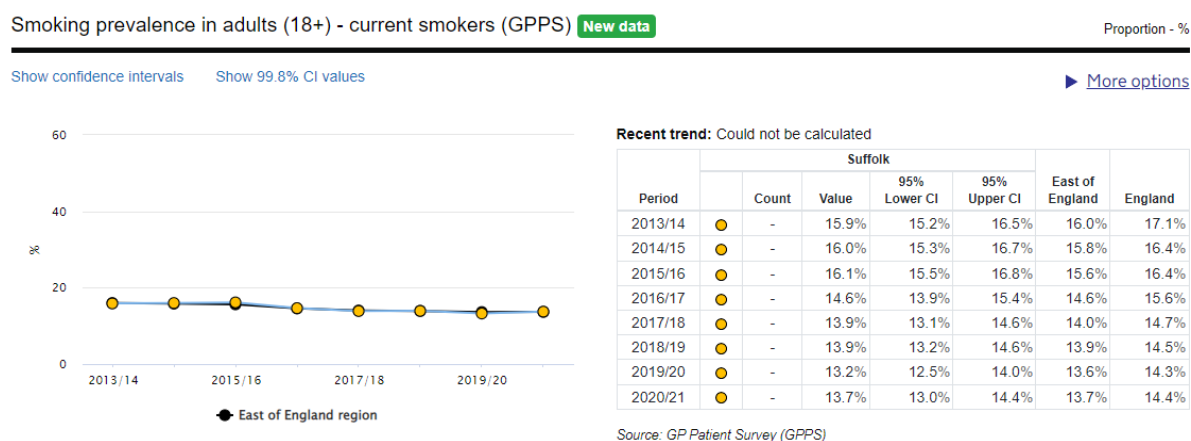 Smoking prevalence in adults (18+) - current smokers (GPPS) New data
Proportion - %
Show confidence intervals Show 99.8% CI values
More options
60
40
%
20
0
2013/14 2015/16 2017/18 2019/20
East of England region
Recent trend: Could not be calculated
Suffolk
Period Count Value 95% Lower CI 95% Upper CI East of England England
2013/14 - 15.9% 15.2% 16.5% 16.0% 17.1%
2014/15 - 16.0% 15.3% 16.7% 15.8% 16.4%
2015/16 - 16.1% 15.5% 16.8% 15.6% 16.4%
2016/17 - 14.6% 13.9% 15.4% 14.6% 15.6%
2017/18 - 13.9% 13.1% 14.6% 14.0% 14.7%
2018/19 - 13.9% 13.2% 14.6% 13.9% 14.5%
2019/20 - 13.2% 12.5% 14.0% 13.6% 14.3%
2020/21 - 13.7% 13.0% 14.4% 13.7% 14.4%
Source: GP Patient Survey (GPPS)